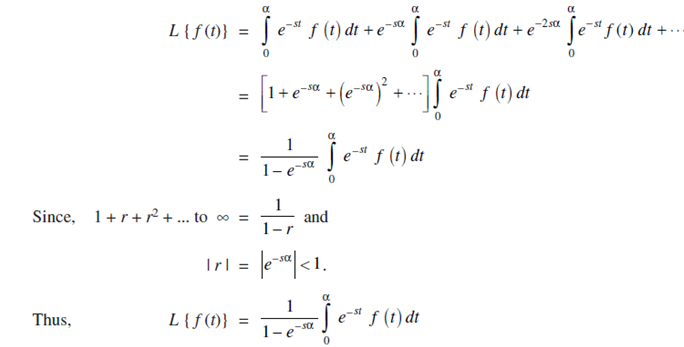 L {f(t)} = ∫₀^α e^{-st} f (t) dt + e^{-sα} ∫₀^α e^{-st} f (t) dt + e^{-2sα} ∫₀^α e^{-st} f(t) dt + ⋯
= [1 + e^{-sα} + (e^{-sα})² + ⋯] ∫₀^α e^{-st} f (t) dt
= 1/(1 – e^{-sα}) ∫₀^α e^{-st} f (t) dt
Since, 1 + r + r² + ... to ∞ = 1/(1 – r) and
| r | = |e^{-sα}| < 1.
Thus, L {f(t)} = 1/(1 – e^{-sα}) ∫₀^α e^{-st} f (t) dt